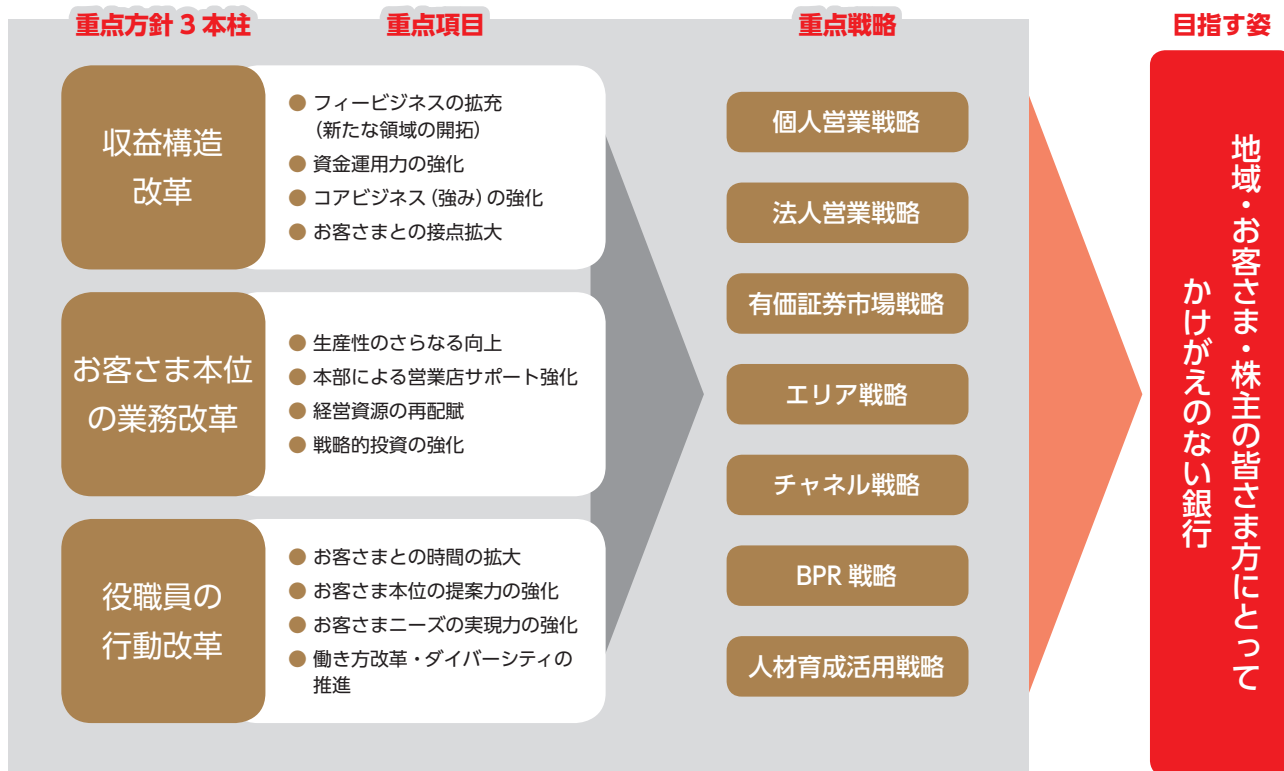 重点方針3本柱
重点項目
重点戦略
目指す姿
収益構造
改革
● フィービジネスの拡充
(新たな領域の開拓)
● 資金運用力の強化
● コアビジネス(強み)の強化
● お客さまとの接点拡大
お客さま本位
の業務改革
● 生産性のさらなる向上
● 本部による営業店サポート強化
● 経営資源の再配賦
● 戦略的投資の強化
役職員の
行動改革
● お客さまとの時間の拡大
● お客さま本位の提案力の強化
● お客さまニーズの実現力の強化
● 働き方改革・ダイバーシティの
推進
個人営業戦略
法人営業戦略
有価証券市場戦略
エリア戦略
チャネル戦略
BPR 戦略
人材育成活用戦略
地域・お客さま・株主の皆さま方にとって
かけがえのない銀行